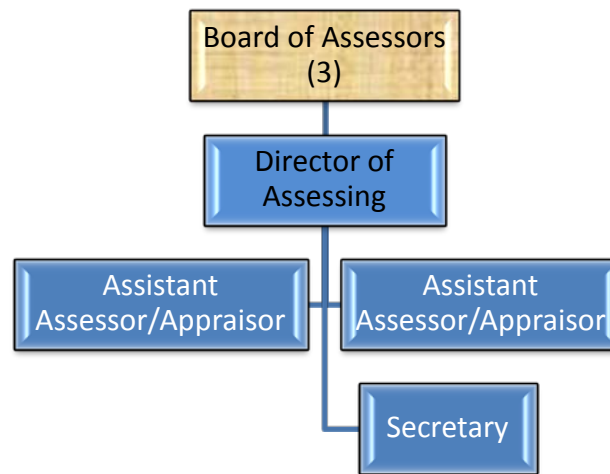 Board of Assessors
(3)
Director of
Assessing
Assistant
Assessor/Appraisor
Assistant
Assessor/Appraisor
Secretary